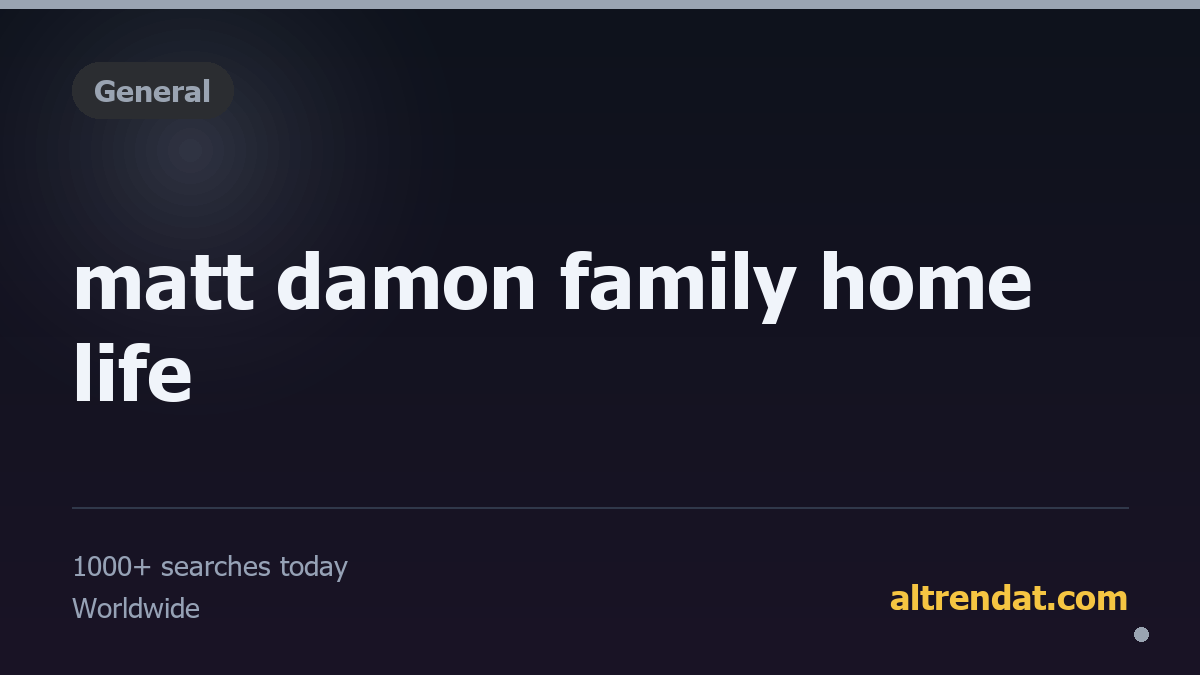 General
matt damon family home
life
1000+ searches today
Worldwide
altrendat.com